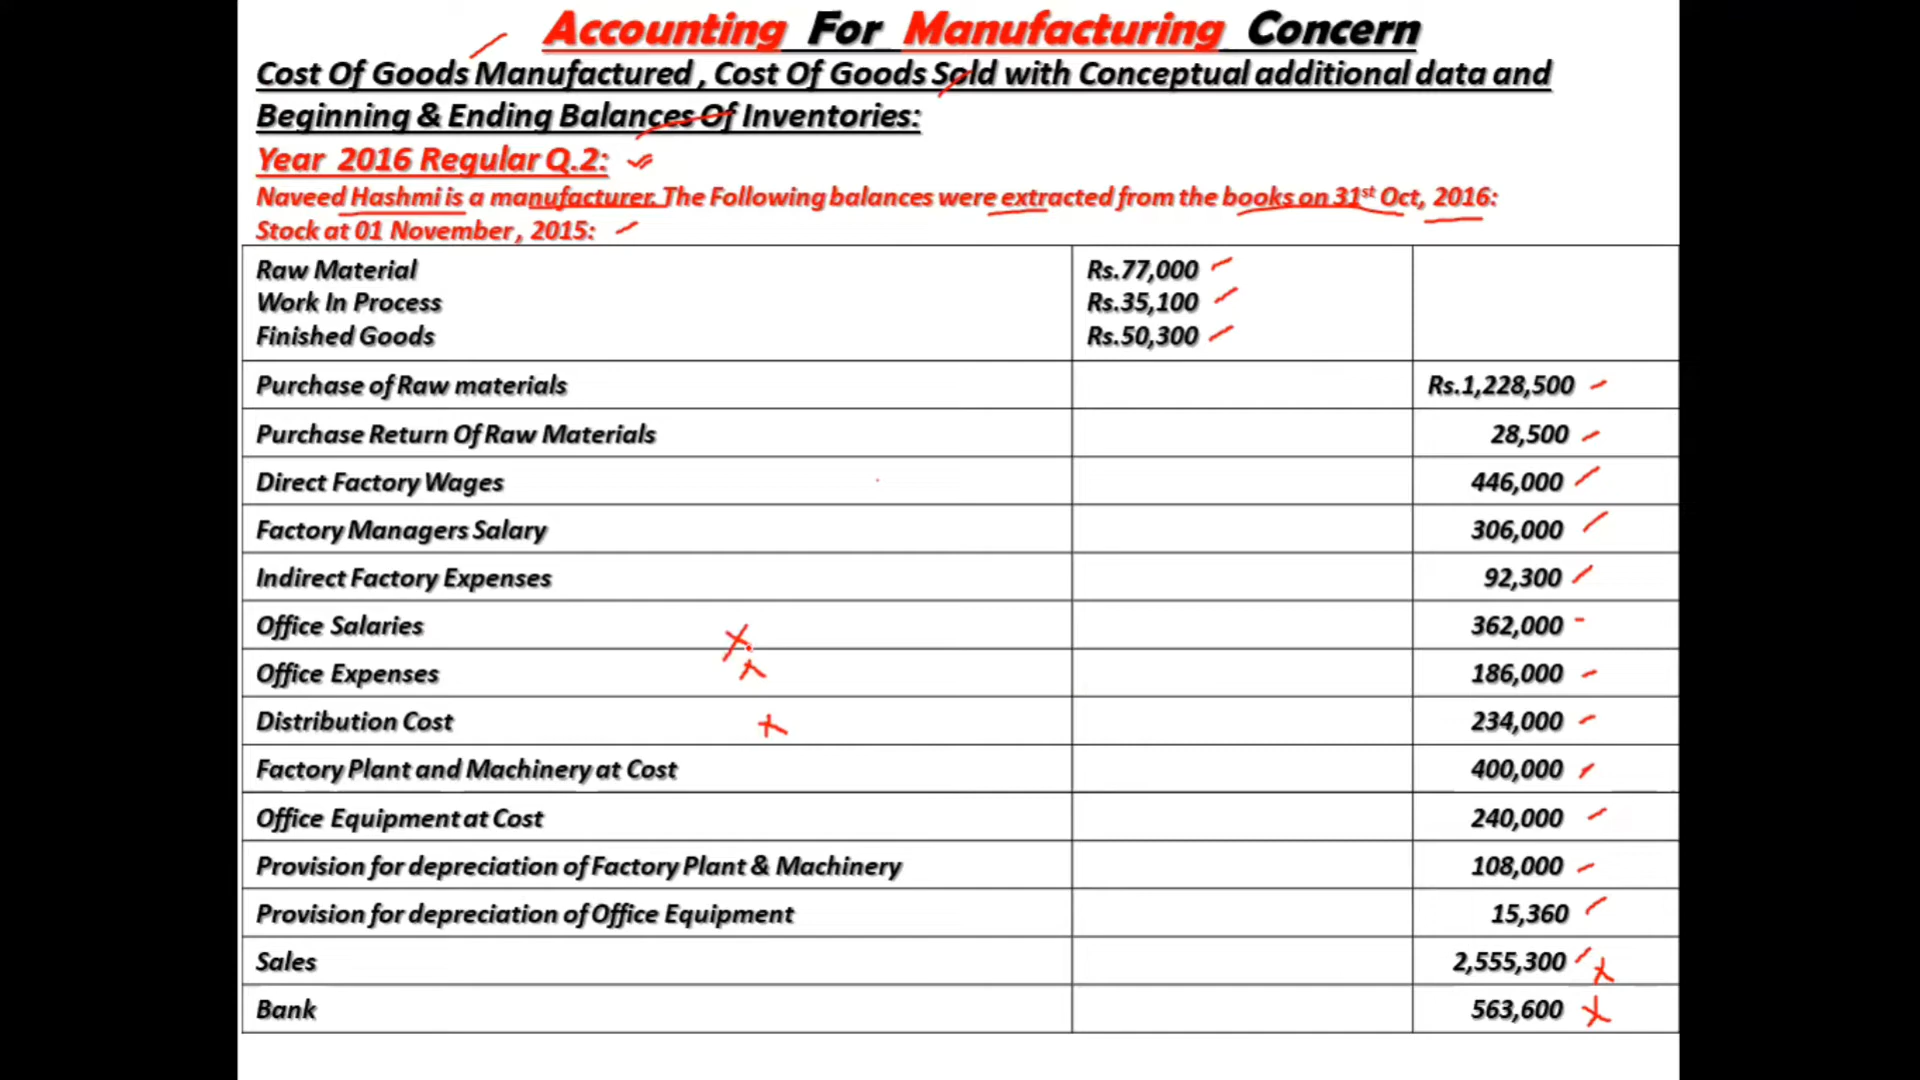 Accounting For Manufacturing Concern
Cost Of Goods Manufactured , Cost Of Goods Sold with Conceptual additional data and
Beginning & Ending Balances Of Inventories:
Year 2016 Regular Q.2:
Naveed Hashmi is a manufacturer. The Following balances were extracted from the books on 31st Oct, 2016:
Stock at 01 November , 2015:
Raw Material Rs.77,000
Work In Process Rs.35,100
Finished Goods Rs.50,300
Purchase of Raw materials Rs.1,228,500
Purchase Return Of Raw Materials 28,500
Direct Factory Wages 446,000
Factory Managers Salary 306,000
Indirect Factory Expenses 92,300
Office Salaries 362,000
Office Expenses 186,000
Distribution Cost 234,000
Factory Plant and Machinery at Cost 400,000
Office Equipment at Cost 240,000
Provision for depreciation of Factory Plant & Machinery 108,000
Provision for depreciation of Office Equipment 15,360
Sales 2,555,300
Bank 563,600